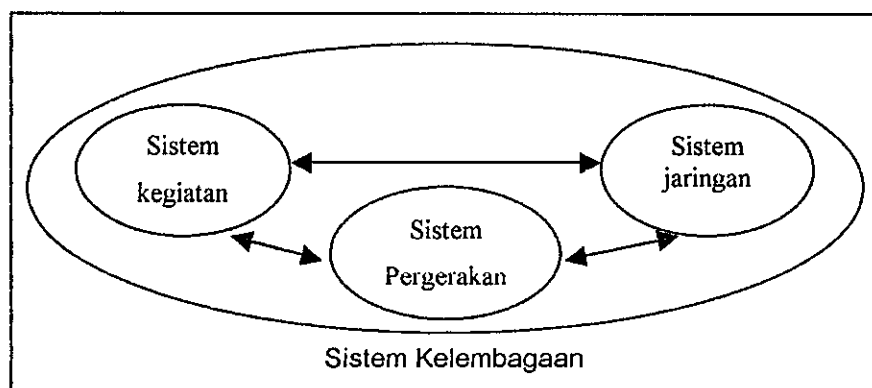 Sistem
kegiatan
Sistem
jaringan
Sistem
Pergerakan
Sistem Kelembagaan